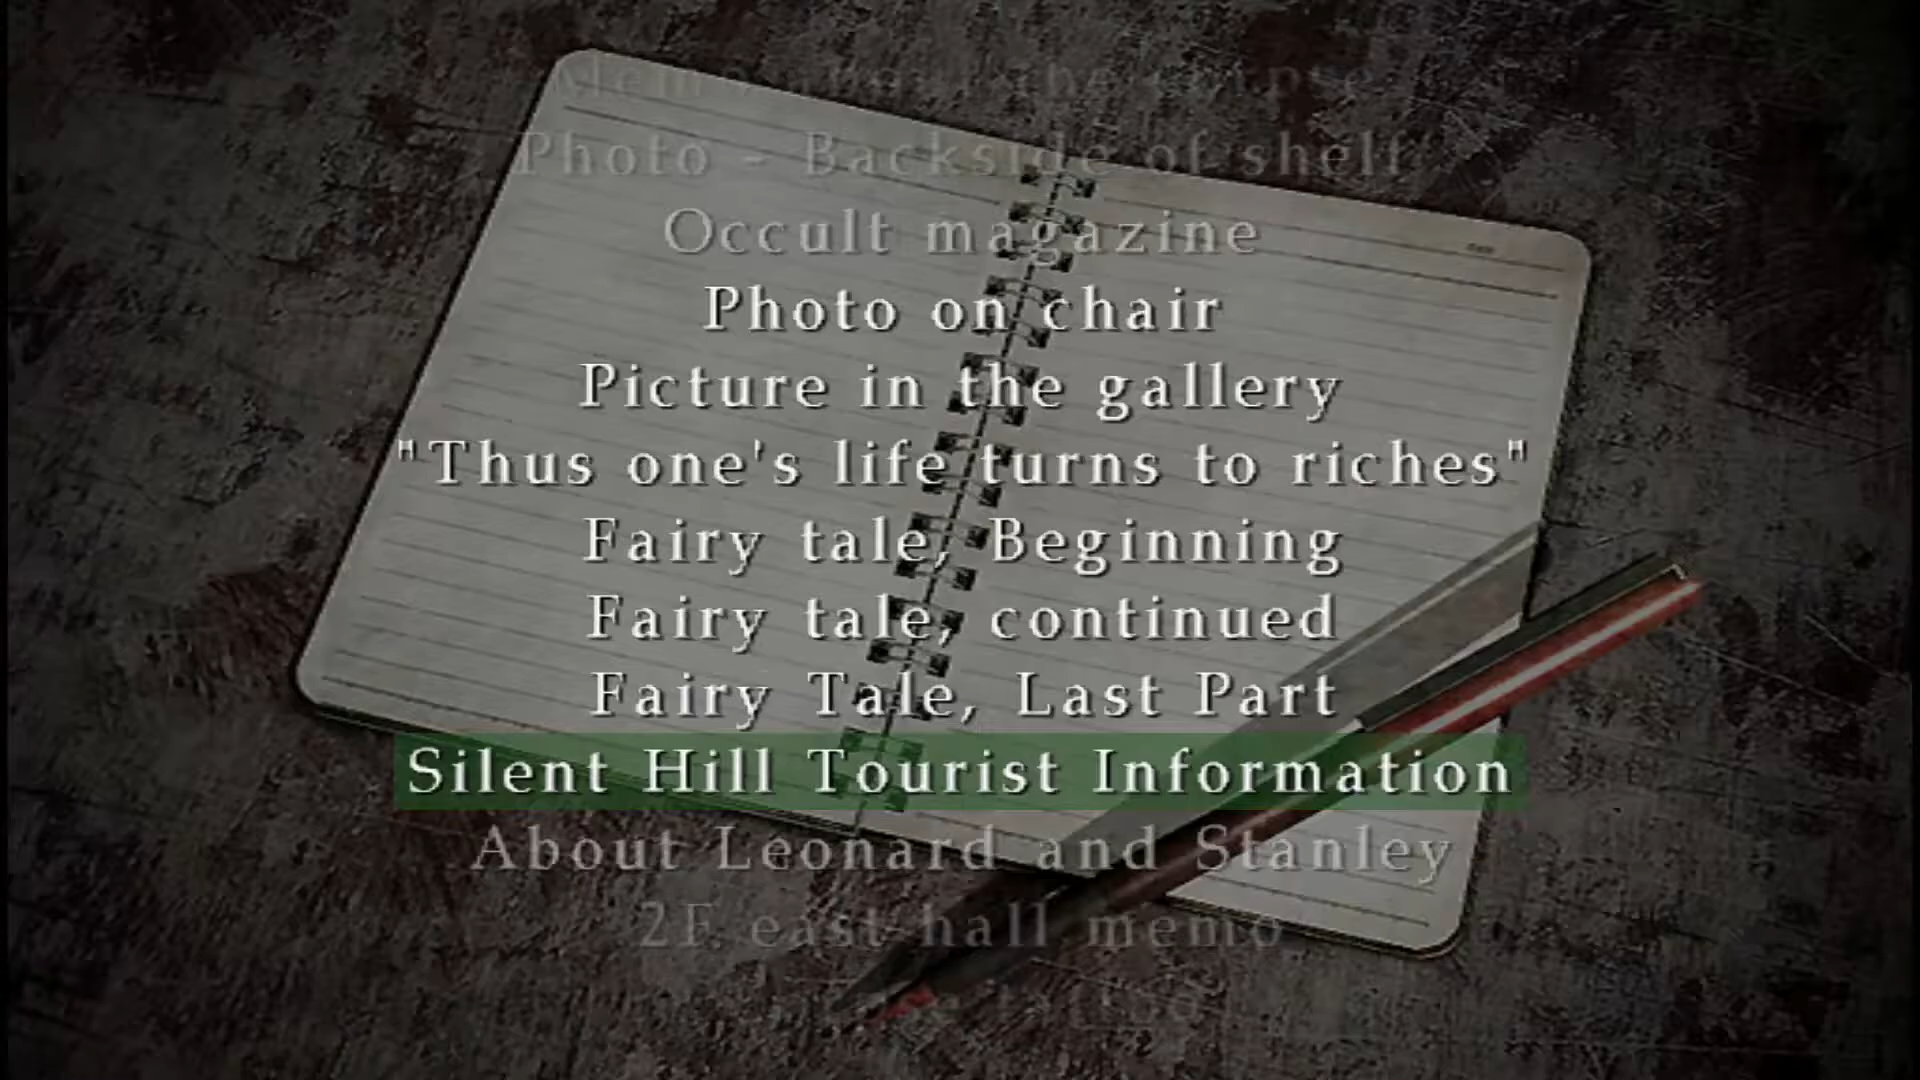 Photo - Backside of shelf
Occult magazine
Photo on chair
Picture in the gallery
"Thus one's life turns to riches"
Fairy tale, Beginning
Fairy tale, continued
Fairy Tale, Last Part
Silent Hill Tourist Information
About Leonard and Stanley
2F. east hall memo